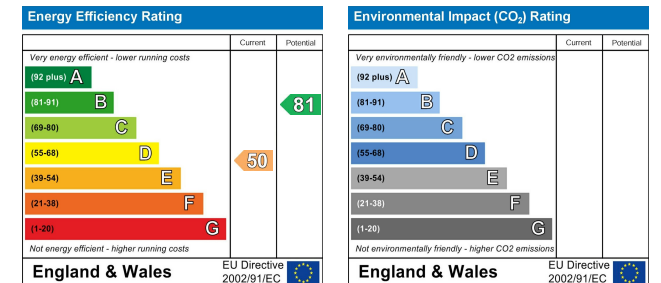 Energy Efficiency Rating
Current Potential
Very energy efficient - lower running costs
(92 plus) A
(81-91) B
81
(69-80) C
(55-68) D
50
(39-54) E
(21-38) F
(1-20) G
Not energy efficient - higher running costs
England & Wales
EU Directive
2002/91/EC
Environmental Impact (CO2) Rating
Current Potential
Very environmentally friendly - lower CO2 emissions
(92 plus) A
(81-91) B
(69-80) C
(55-68) D
(39-54) E
(21-38) F
(1-20) G
Not environmentally friendly - higher CO2 emissions
England & Wales
EU Directive
2002/91/EC